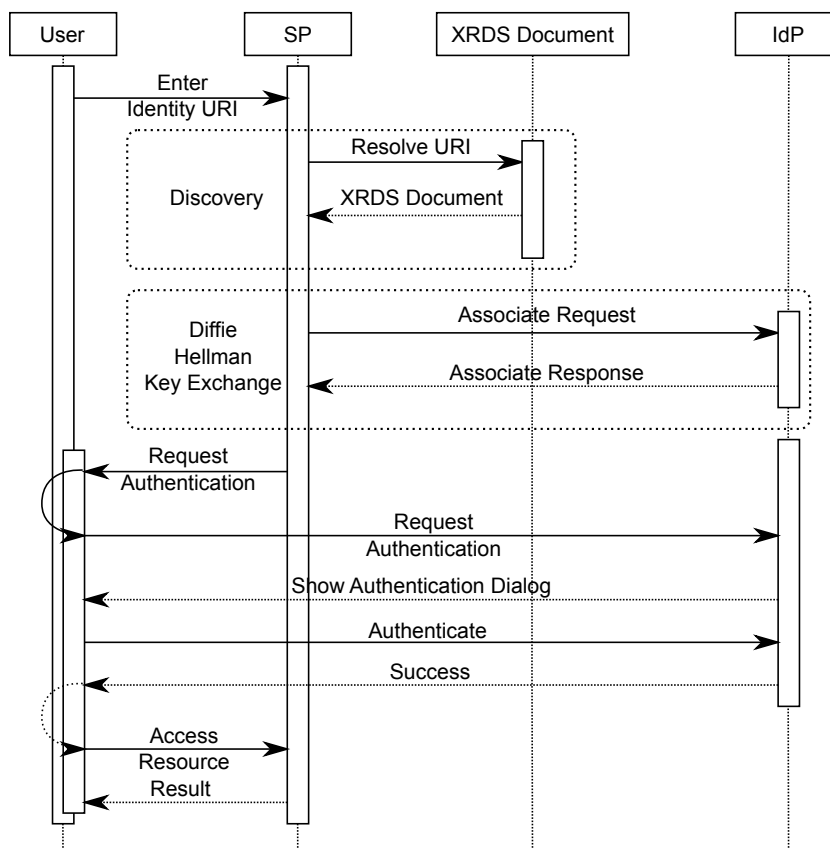 User
SP
XRDS Document
IdP
Enter
Identity URI
Resolve URI
Discovery
XRDS Document
Associate Request
Diffie
Hellman
Key Exchange
Associate Response
Request
Authentication
Request
Authentication
Show Authentication Dialog
Authenticate
Success
Access
Resource
Result